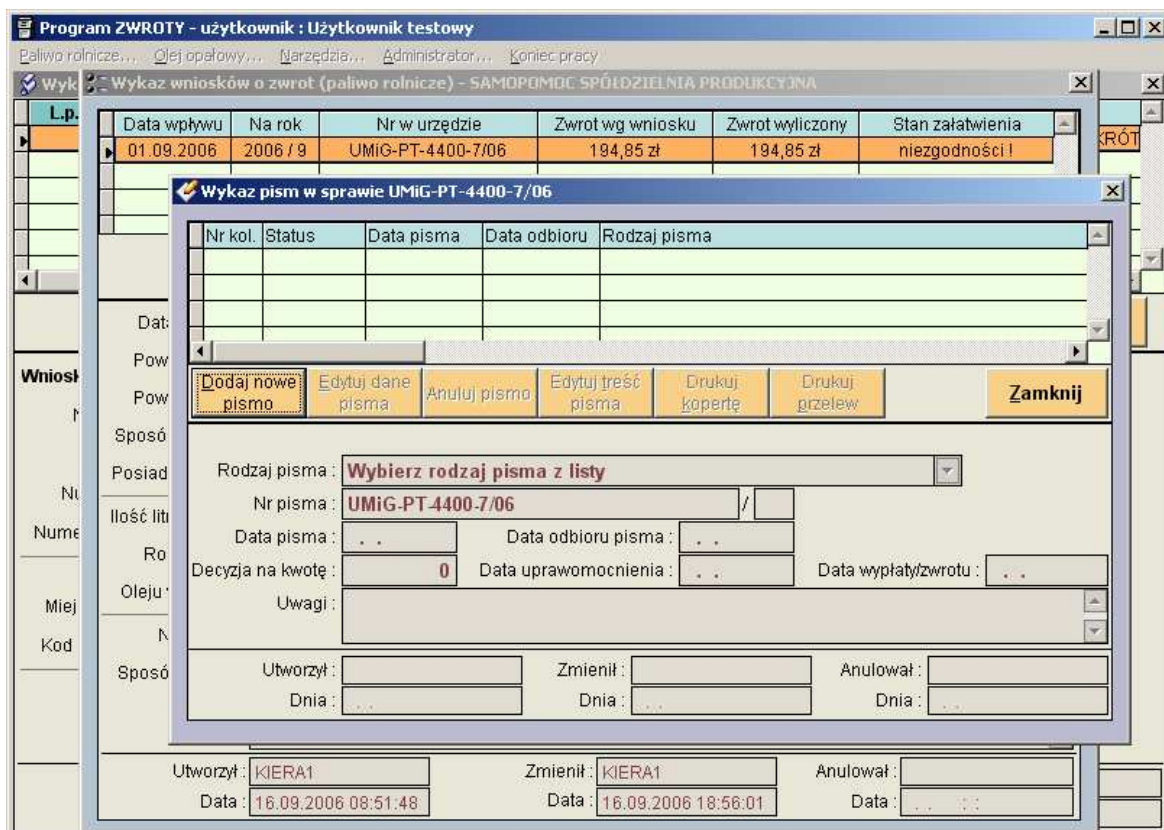 Program ZWROTY - użytkownik : Użytkownik testowy
Paliwo rolnicze... Olej opałowy... Narzędzia... Administrator... Koniec pracy
Wyk Wykaz wniosków o zwrot (paliwo rolnicze) - SAMOPOMOC SPÓŁDZIELNIA PRODUKCYJNA
L.p. Data wpływu Na rok Nr w urzędzie Zwrot wg wniosku Zwrot wyliczony Stan załatwienia
01.09.2006 2006 / 9 UMiG-PT-4400-7/06 194,85 zł 194,85 zł niezgodności ! KRÓT
Wykaz pism w sprawie UMiG-PT-4400-7/06
Nr kol. Status Data pisma Data odbioru Rodzaj pisma
Data
Pow
Wniosk Pow
Dodaj nowe pismo Edytuj dane pisma Anuluj pismo Edytuj treść pisma Drukuj kopertę Drukuj przelew Zamknij
Sposó
Posiad Rodzaj pisma : Wybierz rodzaj pisma z listy
Nu Nr pisma : UMiG-PT-4400-7/06 /
Ilość litr
Nume Data pisma : . . Data odbioru pisma : . .
Ro Decyzja na kwotę : 0 Data uprawomocnienia : . . Data wypłaty/zwrotu : . .
Oleju
Miej Uwagi :
Kod N
Sposó Utworzył : Zmienił : Anulował :
Dnia : . . Dnia : . . Dnia : . .
Utworzył : KIERA1 Zmienił : KIERA1 Anulował :
Data : 16.09.2006 08:51:48 Data : 16.09.2006 18:56:01 Data : . . : :